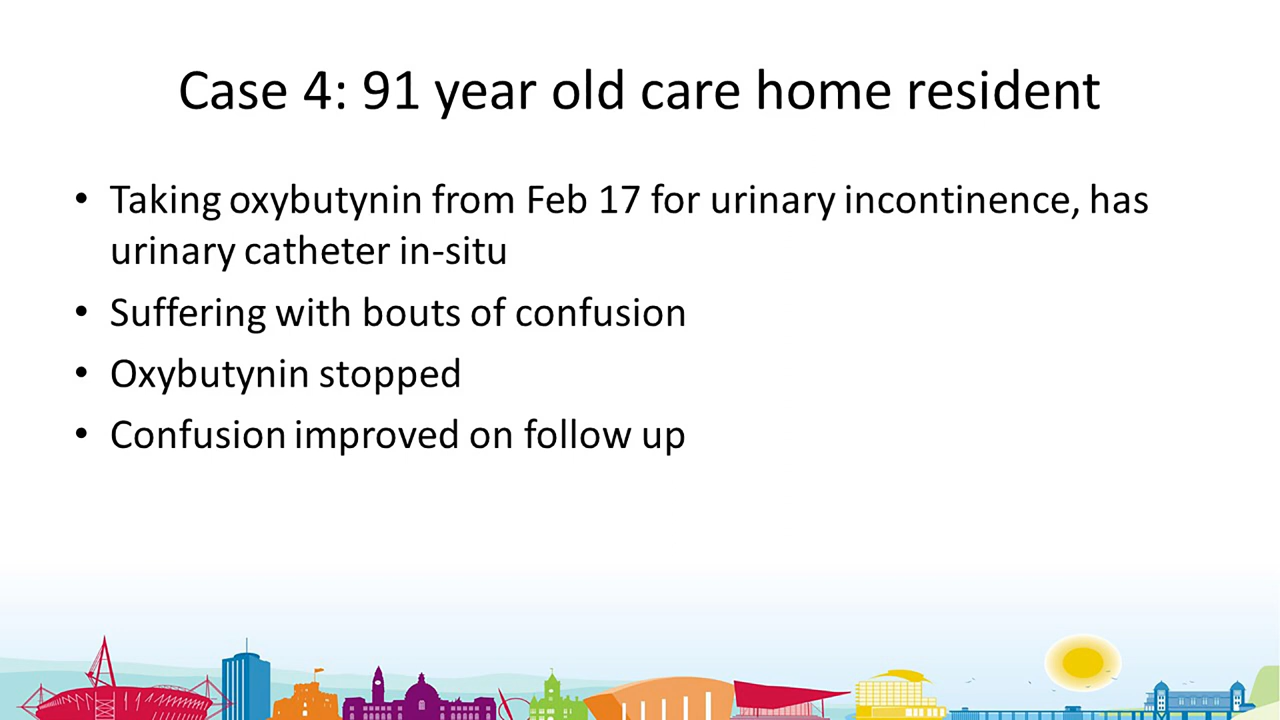 Case 4: 91 year old care home resident
• Taking oxybutynin from Feb 17 for urinary incontinence, has
urinary catheter in-situ
• Suffering with bouts of confusion
• Oxybutynin stopped
• Confusion improved on follow up